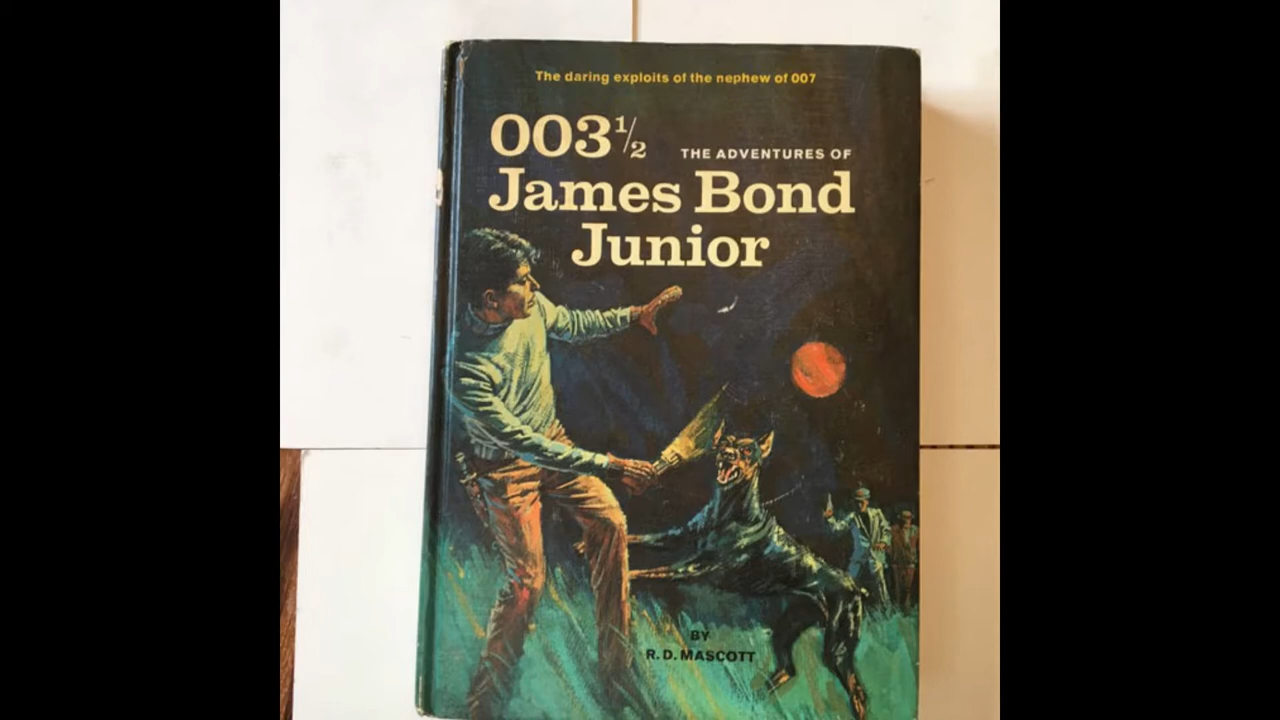 The daring exploits of the nephew of 007
003½ THE ADVENTURES OF
James Bond
Junior
BY
R. D. MASCOTT